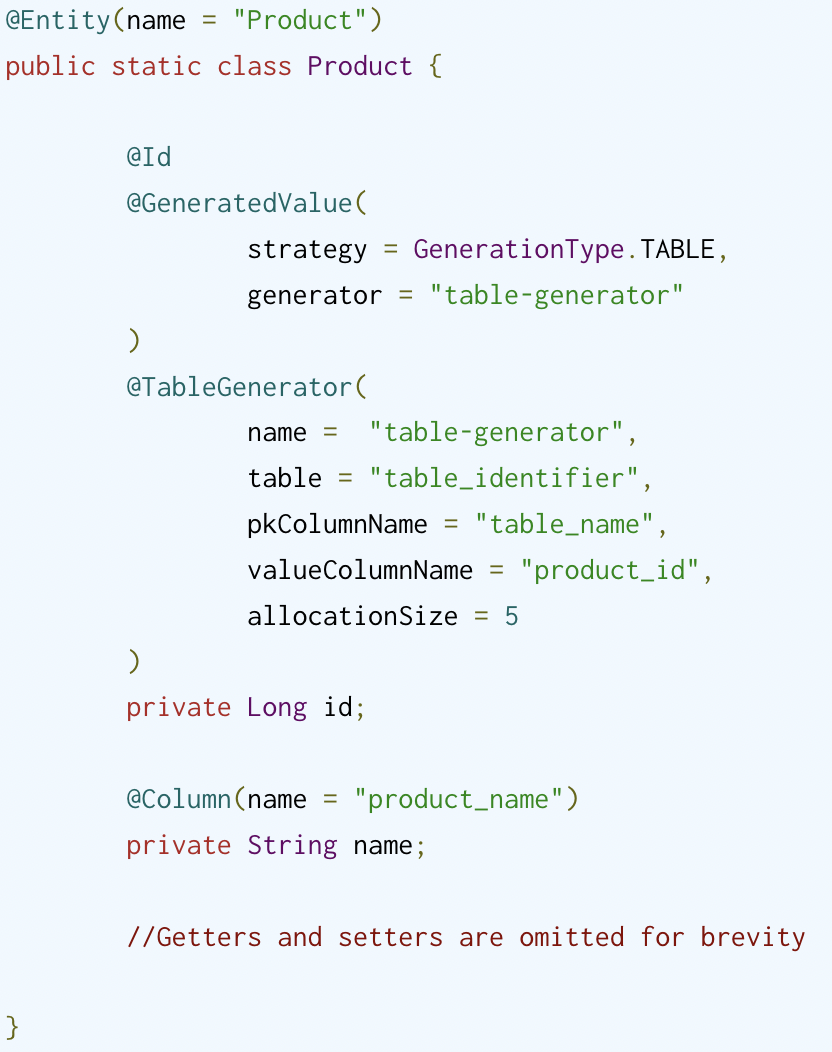 @Entity(name = "Product")
public static class Product {
@Id
@GeneratedValue(
strategy = GenerationType.TABLE,
generator = "table-generator"
)
@TableGenerator(
name =  "table-generator",
table = "table_identifier",
pkColumnName = "table_name",
valueColumnName = "product_id",
allocationSize = 5
)
private Long id;
@Column(name = "product_name")
private String name;
//Getters and setters are omitted for brevity
}